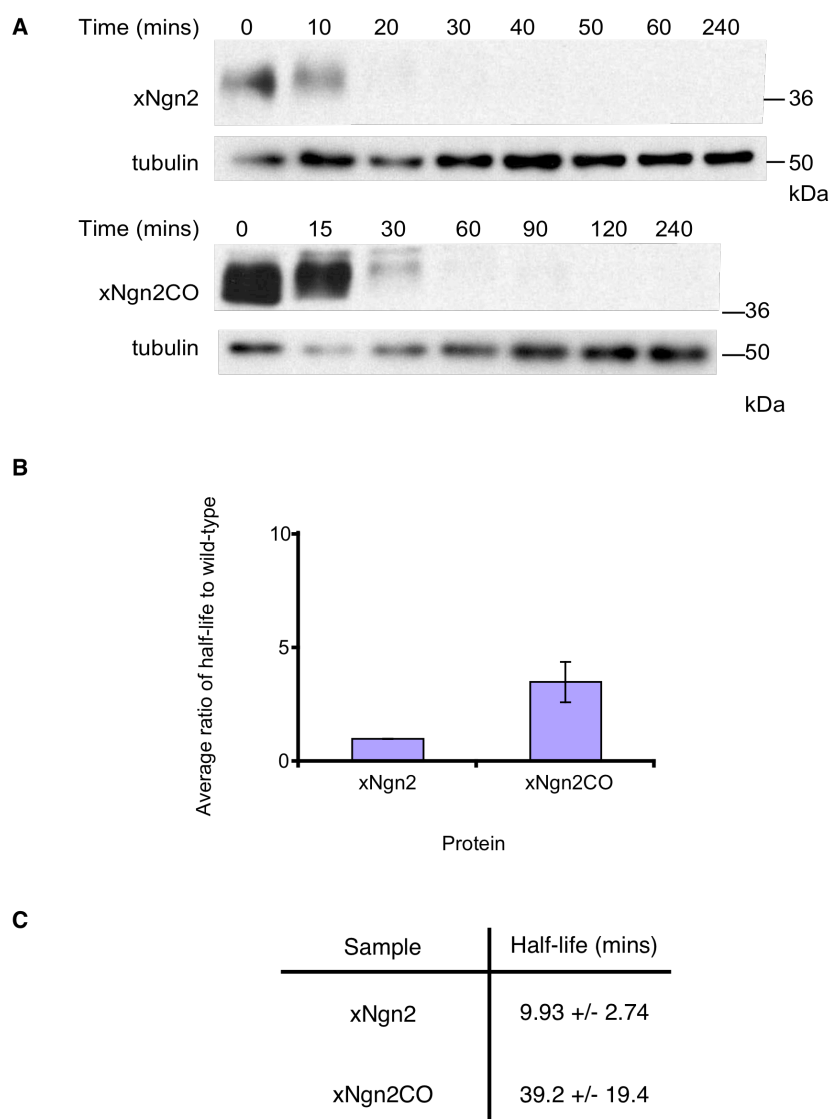 A
Time (mins) 0 10 20 30 40 50 60 240
xNgn2
36
tubulin
50
kDa
Time (mins) 0 15 30 60 90 120 240
xNgn2CO
36
tubulin
50
kDa
B
Average ratio of half-life to wild-type
10
5
0
xNgn2 xNgn2CO
Protein
C
Sample Half-life (mins)
xNgn2 9.93 +/- 2.74
xNgn2CO 39.2 +/- 19.4